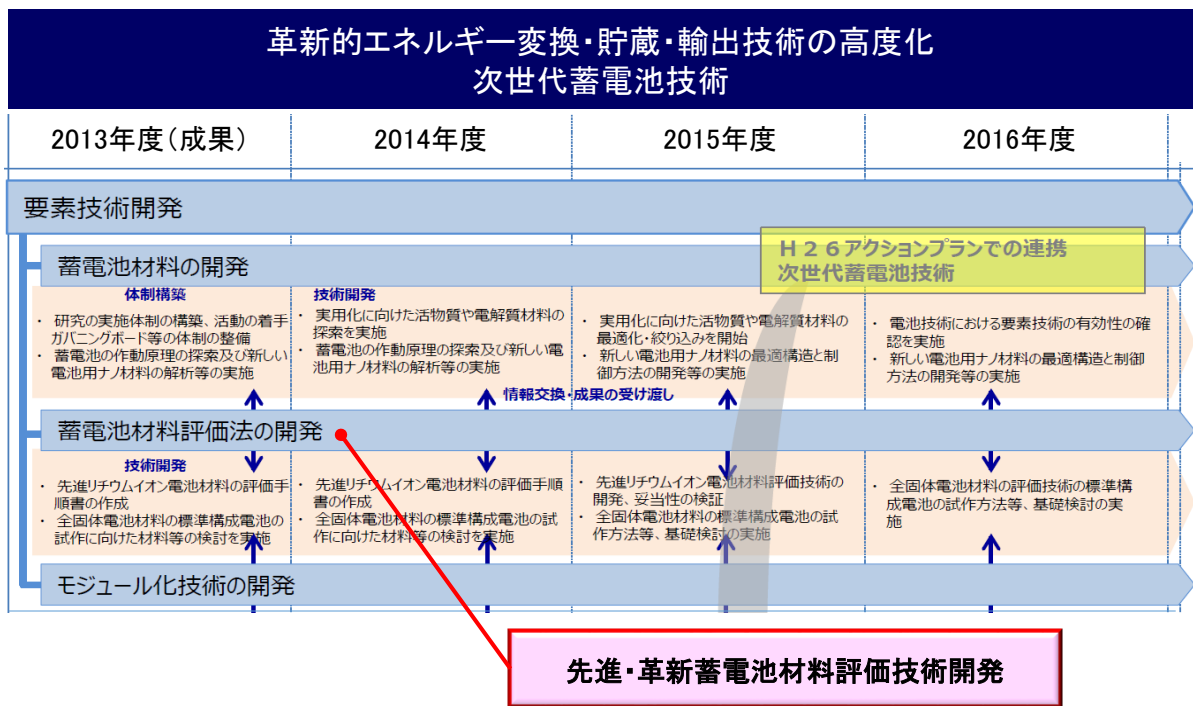 革新的エネルギー変換・貯蔵・輸出技術の高度化
次世代蓄電池技術
2013年度(成果)
2014年度
2015年度
2016年度
要素技術開発
H26アクションプランでの連携
次世代蓄電池技術
蓄電池材料の開発
体制構築
・ 研究の実施体制の構築、活動の着手
ガバニングボード等の体制の整備
・ 蓄電池の作動原理の探索及び新しい
電池用ナノ材料の解析等の実施
技術開発
・ 実用化に向けた活物質や電解質材料の
探索を実施
・ 蓄電池の作動原理の探索及び新しい電
池用ナノ材料の解析等の実施
・ 実用化に向けた活物質や電解質材料の
最適化・絞り込みを開始
・ 新しい電池用ナノ材料の最適構造と制
御方法の開発等の実施
・ 電池技術における要素技術の有効性の確
認を実施
・ 新しい電池用ナノ材料の最適構造と制御
方法の開発等の実施
情報交換・成果の受け渡し
蓄電池材料評価法の開発
技術開発
・ 先進リチウムイオン電池材料の評価手
順書の作成
・ 全固体電池材料の標準構成電池の
試作に向けた材料等の検討を実施
・ 先進リチウムイオン電池材料の評価手順
書の作成
・ 全固体電池材料の標準構成電池の試
作に向けた材料等の検討を実施
・ 先進リチウムイオン電池材料評価技術の
開発、妥当性の検証
・ 全固体電池材料の標準構成電池の試
作方法等、基礎検討の実施
・ 全固体電池材料の評価技術の標準構
成電池の試作方法等、基礎検討の実
施
モジュール化技術の開発
先進・革新蓄電池材料評価技術開発